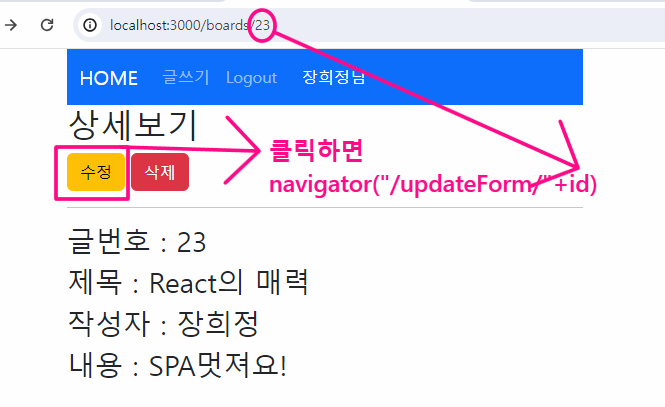 localhost:3000/boards/23
HOME 글쓰기 Logout 장희정님
상세보기
수정 삭제
클릭하면
navigator("/updateForm/"+id)
글번호 : 23
제목 : React의 매력
작성자 : 장희정
내용 : SPA멋져요!